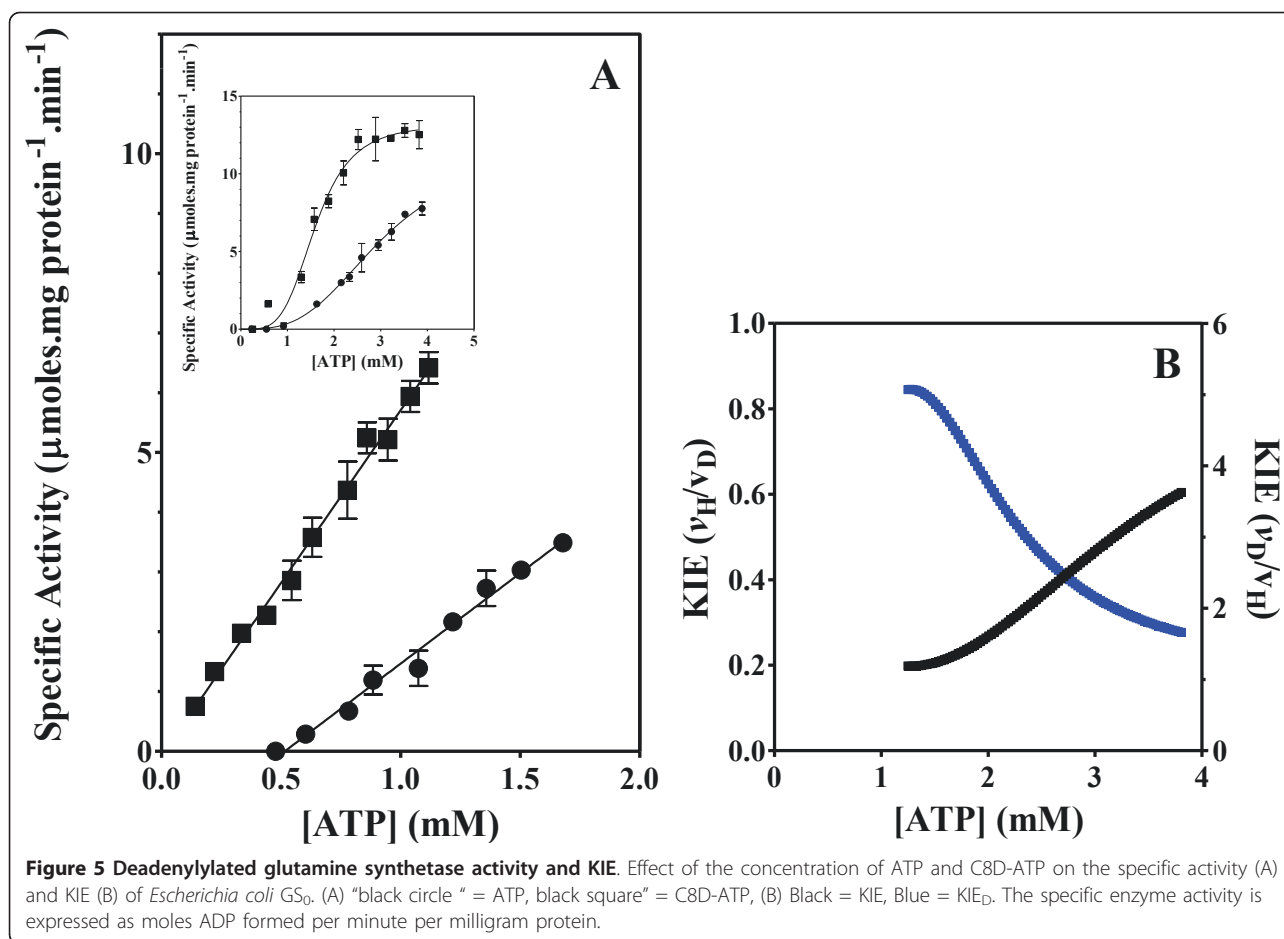 A
Specific Activity (μmoles.mg protein⁻¹.min⁻¹)
10
5
0
0.0 0.5 1.0 1.5 2.0
[ATP] (mM)
Specific Activity (μmoles.mg protein⁻¹.min⁻¹)
15
10
5
0
0 1 2 3 4 5
[ATP] (mM)
B
KIE (vH/vD)
1.0
0.8
0.6
0.4
0.2
0.0
KIE (vD/vH)
6
4
2
0
0 1 2 3 4
[ATP] (mM)
Figure 5 Deadenylylated glutamine synthetase activity and KIE. Effect of the concentration of ATP and C8D-ATP on the specific activity (A)
and KIE (B) of Escherichia coli GS₀. (A) "black circle " = ATP, black square" = C8D-ATP, (B) Black = KIE, Blue = KIED. The specific enzyme activity is
expressed as moles ADP formed per minute per milligram protein.